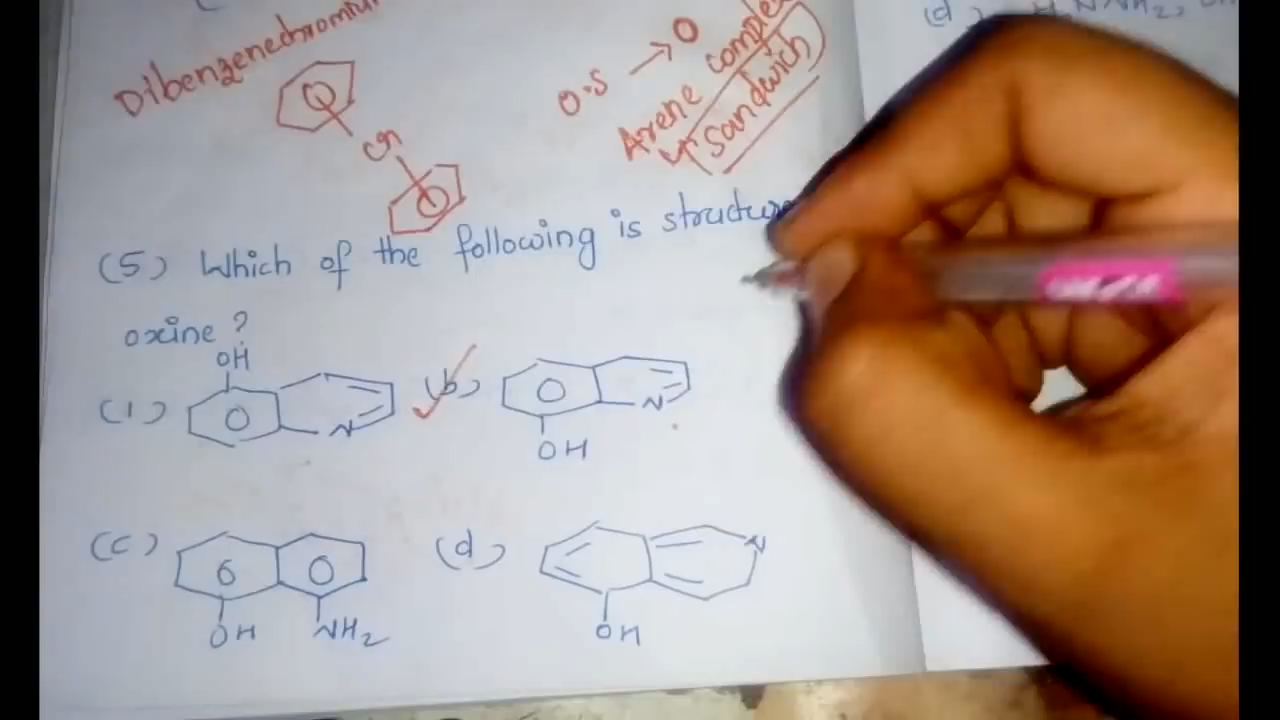 Dibenzenechromium
Cr
O·S → O
Arene complex
Sandwich
(d)
(5) Which of the following is structure
oxine ?
(1) OH N
(b) N OH
(c) OH NH2
(d) N OH